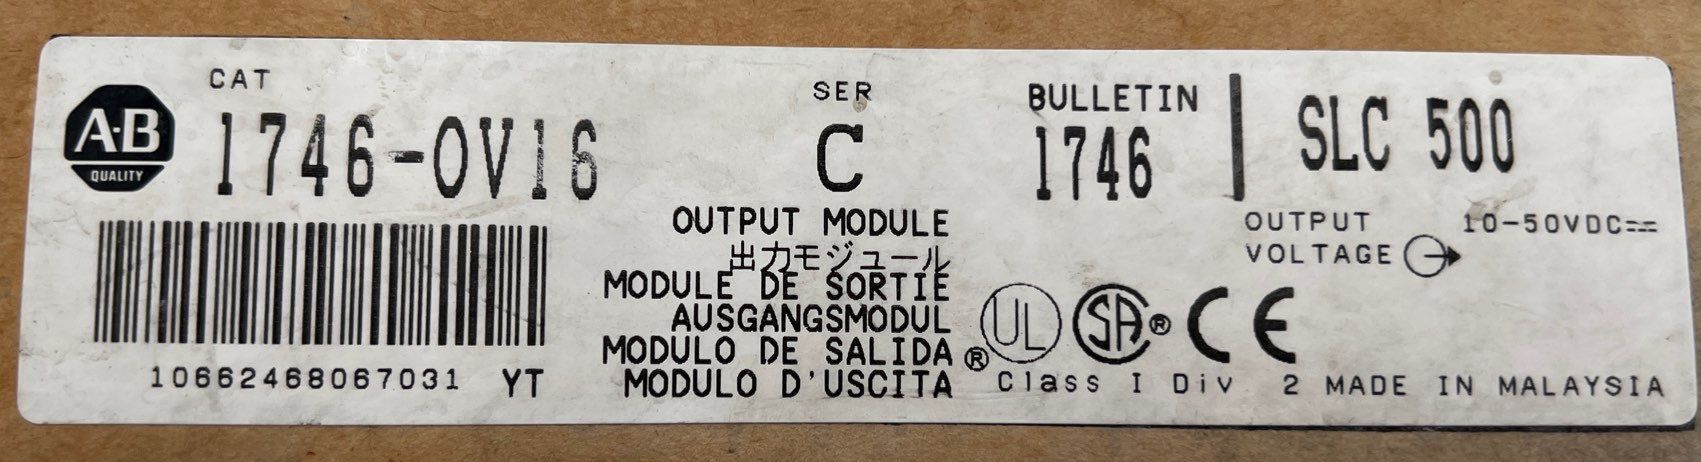 A-B
QUALITY
CAT
1746-OV16
SER
C
BULLETIN
1746
SLC 500
OUTPUT VOLTAGE 10-50VDC
OUTPUT MODULE
出力モジュール
MODULE DE SORTIE
AUSGANGSMODUL
MODULO DE SALIDA
MODULO D'USCITA
10662468067031 YT
UL ®
SA ®
CE
Class I Div 2 MADE IN MALAYSIA